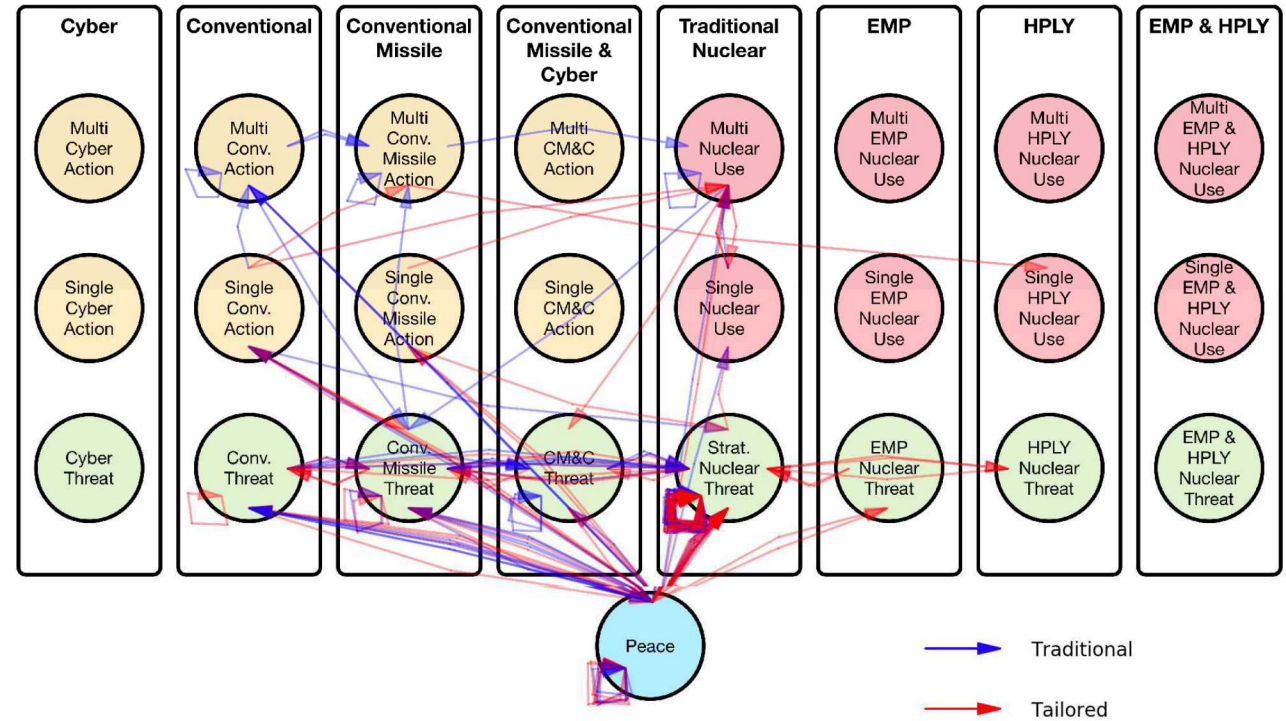 Cyber
Conventional
Conventional
Missile
Conventional
Missile &
Cyber
Traditional
Nuclear
EMP
HPLY
EMP & HPLY
Multi
Cyber
Action
Multi
Conv.
Action
Multi
Conv.
Missile
Action
Multi
CM&C
Action
Multi
Nuclear
Use
Multi
EMP
Nuclear
Use
Multi
HPLY
Nuclear
Use
Multi
EMP &
HPLY
Nuclear
Use
Single
Cyber
Action
Single
Conv.
Action
Single
Conv.
Missile
Action
Single
CM&C
Action
Single
Nuclear
Use
Single
EMP
Nuclear
Use
Single
HPLY
Nuclear
Use
Single
EMP &
HPLY
Nuclear
Use
Cyber
Threat
Conv.
Threat
Conv.
Missile
Threat
CM&C
Threat
Strat.
Nuclear
Threat
EMP
Nuclear
Threat
HPLY
Nuclear
Threat
EMP &
HPLY
Nuclear
Threat
Peace
Traditional
Tailored